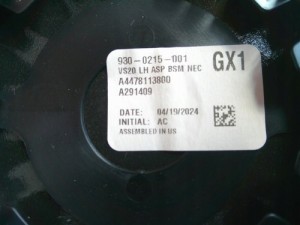 930-0215-001 GX1
VS20 LH ASP BSM NEC
A4478113800
A291409
DATE: 04/19/2024
INITIAL: AC
ASSEMBLED IN US